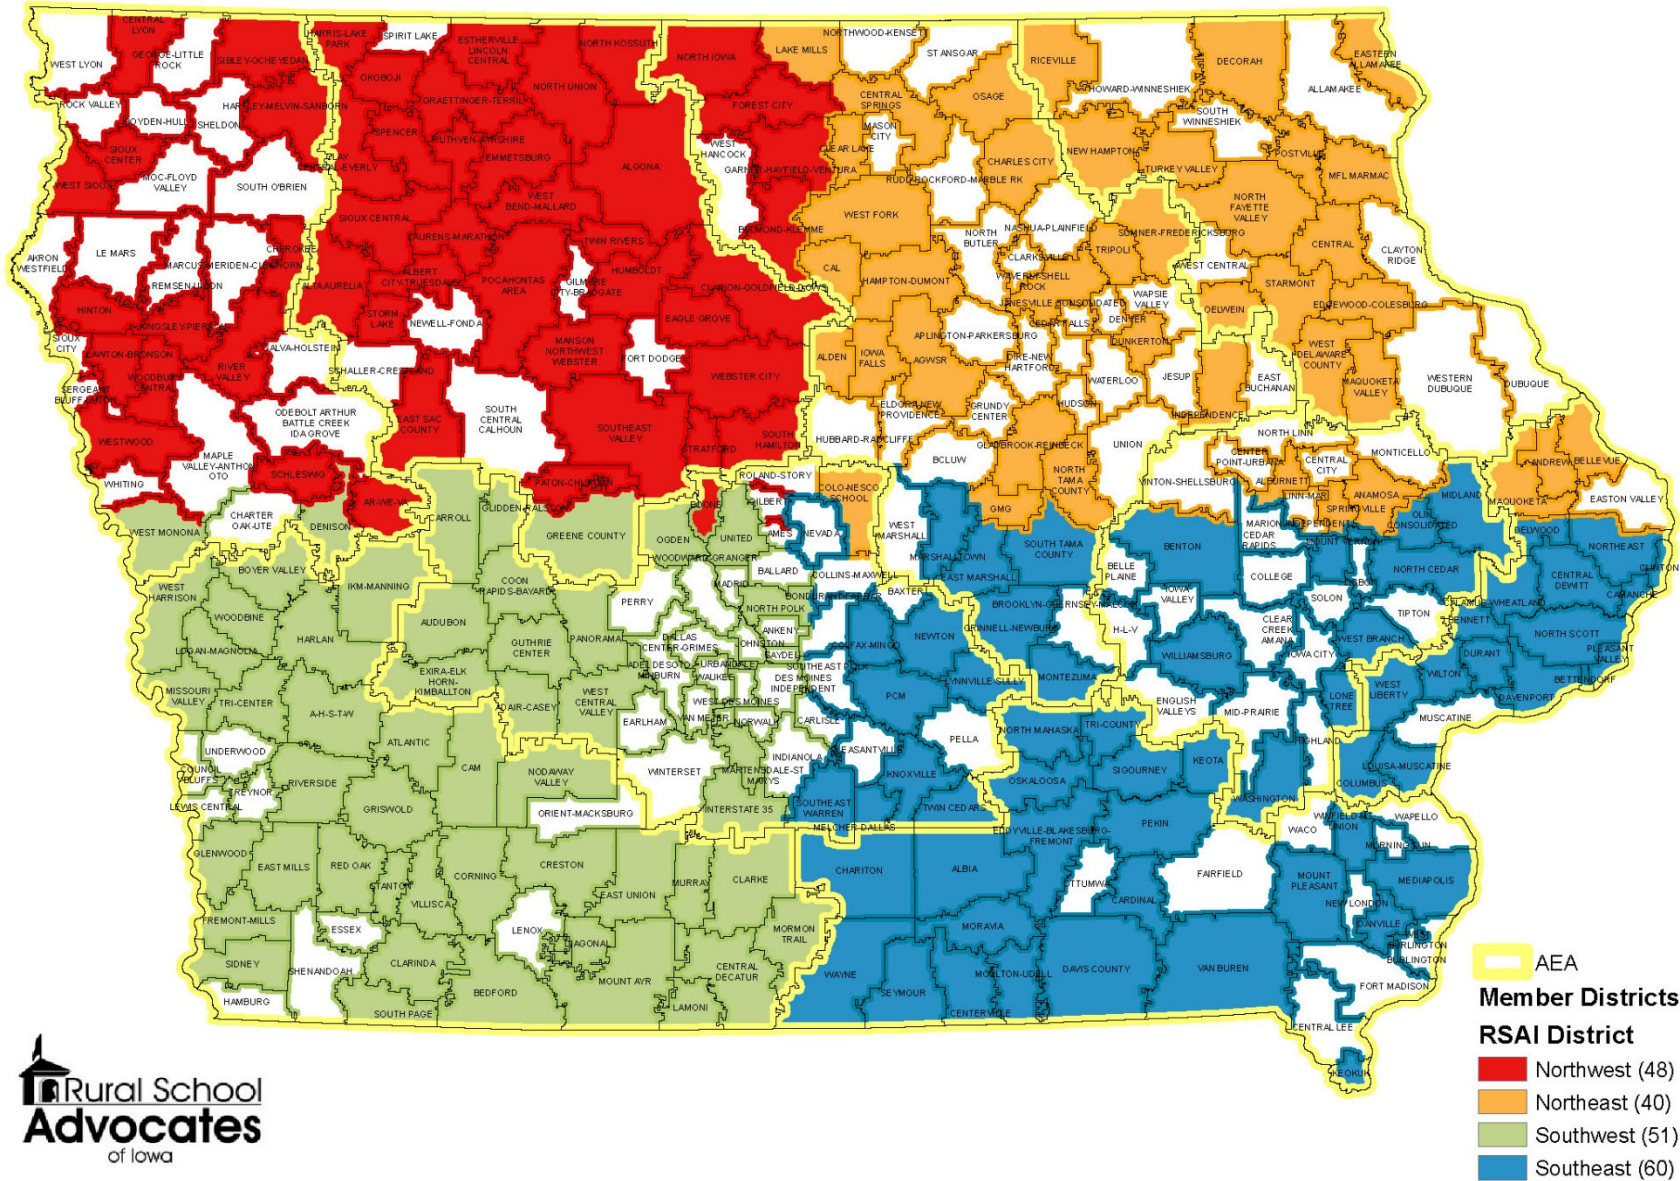 CENTRAL
LYON
HARRIS-LAKE
PARK
SPIRIT LAKE
ESTHERVILLE
LINCOLN
CENTRAL
NORTH KOSSUTH
NORTH IOWA
LAKE MILLS
NORTHWOOD-KENSETT
ST ANSGAR
RICEVILLE
DECORAH
EASTERN
ALLAMAKEE
WEST LYON
GEORGE-LITTLE
ROCK
SIBLEY-OCHEYEDAN
OKOBOJI
NORTH UNION
HOWARD-WINNESHIEK
ALLAMAKEE
ROCK VALLEY
BOYDEN-HULL
SHELDON
HARTLEY-MELVIN-SANBORN
GRAETTINGER-TERRIL
FOREST CITY
CENTRAL
SPRINGS
OSAGE
SOUTH
WINNESHIEK
SIOUX
CENTER
SPENCER
RUTHVEN-AYRSHIRE
EMMETSBURG
ALGONA
WEST
HANCOCK
MASON
CITY
CLEAR LAKE
CHARLES CITY
NEW HAMPTON
POSTVILLE
TURKEY VALLEY
MFL MARMAC
WEST SIOUX
MOC-FLOYD
VALLEY
SOUTH O'BRIEN
CLAY
CENTRAL-EVERLY
GARNER-HAYFIELD-VENTURA
RUDD-ROCKFORD-MARBLE RK
SIOUX CENTRAL
WEST
BEND-MALLARD
BELMOND-KLEMME
WEST FORK
NORTH
BUTLER
NASHUA-PLAINFIELD
SUMNER-FREDERICKSBURG
NORTH
FAYETTE
VALLEY
CENTRAL
CLAYTON
RIDGE
AKRON
WESTFIELD
LE MARS
MARCUS-MERIDEN-CLEGHORN
REMSEN-UNION
CHEROKEE
LAURENS-MARATHON
TWIN RIVERS
HUMBOLDT
CAL
HAMPTON-DUMONT
CLARKSVILLE
TRIPOLI
WEST CENTRAL
ALTA-AURELIA
ALBERT
CITY-TRUESDALE
POCAHONTAS
AREA
GILMORE
CITY-BRADGATE
CLARION-GOLDFIELD-DOWS
WAVERLY-SHELL
ROCK
STARMONT
HINTON
KINGSLEY-PIERSON
STORM
LAKE
NEWELL-FONDA
EAGLE GROVE
JANESVILLE CONSOLIDATED
WAPSIE
VALLEY
OELWEIN
EDGEWOOD-COLESBURG
SIOUX
CITY
LAWTON-BRONSON
GALVA-HOLSTEIN
MANSON
NORTHWEST
WEBSTER
FORT DODGE
ALDEN
IOWA
FALLS
APLINGTON-PARKERSBURG
CEDAR FALLS
DENVER
DUNKERTON
WEST
DELAWARE
COUNTY
SERGEANT
BLUFF-LUTON
WOODBURY
CENTRAL
RIVER
VALLEY
SCHALLER-CRESTLAND
WEBSTER CITY
AGWSR
DIKE-NEW
HARTFORD
WATERLOO
JESUP
EAST
BUCHANAN
MAQUOKETA
VALLEY
WESTERN
DUBUQUE
DUBUQUE
ODEBOLT ARTHUR
BATTLE CREEK
IDA GROVE
EAST SAC
COUNTY
SOUTH
CENTRAL
CALHOUN
SOUTHEAST
VALLEY
ELDORA-NEW
PROVIDENCE
GRUNDY
CENTER
HUDSON
INDEPENDENCE
WESTWOOD
MAPLE
VALLEY-ANTHON
OTO
STRATFORD
SOUTH
HAMILTON
HUBBARD-RADCLIFFE
BCLUW
GLADBROOK-REINBECK
UNION
NORTH LINN
WHITING
SCHLESWIG
AR-WE-VA
PATON-CHURDAN
ROLAND-STORY
COLO-NESCO
SCHOOL
NORTH
TAMA
COUNTY
VINTON-SHELLSBURG
CENTER
POINT-URBANA
CENTRAL
CITY
MONTICELLO
ANDREW
BELLEVUE
WEST MONONA
CHARTER
OAK-UTE
DENISON
CARROLL
GLIDDEN-RALSTON
BOONE
GILBERT
GMG
ALBURNETT
LINN-MAR
ANAMOSA
SPRINGVILLE
MIDLAND
MAQUOKETA
EASTON VALLEY
GREENE COUNTY
OGDEN
UNITED
AMES
NEVADA
WEST
MARSHALL
MARSHALLTOWN
SOUTH TAMA
COUNTY
BENTON
MARION INDEPENDENT
CEDAR
RAPIDS
MOUNT VERNON
OLIN
CONSOLIDATED
DELWOOD
NORTHEAST
BOYER VALLEY
WOODWARD-GRANGER
BALLARD
COLLINS-MAXWELL
EAST MARSHALL
BELLE
PLAINE
COLLEGE
LISBON
NORTH CEDAR
CENTRAL
DEWITT
CLINTON
CAMANCHE
WEST
HARRISON
IKM-MANNING
COON
RAPIDS-BAYARD
PERRY
MADRID
NORTH POLK
BONDURANT-FARRAR
BAXTER
BROOKLYN-GUERNSEY-MALCOM
IOWA
VALLEY
SOLON
TIPTON
CALAMUS-WHEATLAND
BENNETT
WOODBINE
HARLAN
AUDUBON
GUTHRIE
CENTER
PANORAMA
DALLAS
CENTER-GRIMES
JOHNSTON
ANKENY
SAYDEL
COLFAX-MINGO
NEWTON
GRINNELL-NEWBURG
H-L-V
CLEAR
CREEK
AMANA
WEST BRANCH
IOWA CITY
NORTH SCOTT
PLEASANT
VALLEY
LOGAN-MAGNOLIA
EXIRA-ELK
HORN-
KIMBALLTON
ADEL DESOTO
MINBURN
URBANDALE
WAUKEE
SOUTHEAST POLK
DES MOINES
INDEPENDENT
LYNNVILLE-SULLY
MONTEZUMA
WILLIAMSBURG
DURANT
WILTON
BETTENDORF
DAVENPORT
MISSOURI
VALLEY
TRI-CENTER
A-H-S-T-W
ADAIR-CASEY
WEST
CENTRAL
VALLEY
EARLHAM
VAN METER
WEST DES MOINES
NORWALK
CARLISLE
PCM
ENGLISH
VALLEYS
MID-PRAIRIE
LONE
TREE
WEST
LIBERTY
MUSCATINE
UNDERWOOD
ATLANTIC
CAM
NODAWAY
VALLEY
WINTERSET
MARTENSDALE-ST
MARYS
INDIANOLA
PLEASANTVILLE
PELLA
NORTH MAHASKA
TRI-COUNTY
HIGHLAND
COUNCIL
BLUFFS
TREYNOR
LEWIS CENTRAL
RIVERSIDE
GRISWOLD
ORIENT-MACKSBURG
INTERSTATE 35
SOUTHEAST
WARREN
KNOXVILLE
TWIN CEDARS
OSKALOOSA
SIGOURNEY
KEOTA
WASHINGTON
COLUMBUS
LOUISA-MUSCATINE
MELCHER-DALLAS
EDDYVILLE-BLAKESBURG-
FREMONT
PEKIN
WACO
WINFIELD-MT
UNION
WAPELLO
MORNING SUN
GLENWOOD
EAST MILLS
RED OAK
STANTON
VILLISCA
CORNING
CRESTON
EAST UNION
MURRAY
CLARKE
CHARITON
ALBIA
OTTUMWA
CARDINAL
FAIRFIELD
MOUNT
PLEASANT
NEW LONDON
MEDIAPOLIS
FREMONT-MILLS
ESSEX
LENOX
DIAGONAL
MORMON
TRAIL
MORAVIA
DANVILLE
WEST
BURLINGTON
BURLINGTON
SIDNEY
SHENANDOAH
CLARINDA
BEDFORD
MOUNT AYR
CENTRAL
DECATUR
WAYNE
SEYMOUR
MOULTON-UDELL
DAVIS COUNTY
VAN BUREN
FORT MADISON
HAMBURG
SOUTH PAGE
LAMONI
CENTERVILLE
CENTRAL LEE
KEOKUK
AEA
Member Districts
RSAI District
Northwest (48)
Northeast (40)
Southwest (51)
Southeast (60)
Rural School
Advocates
of Iowa